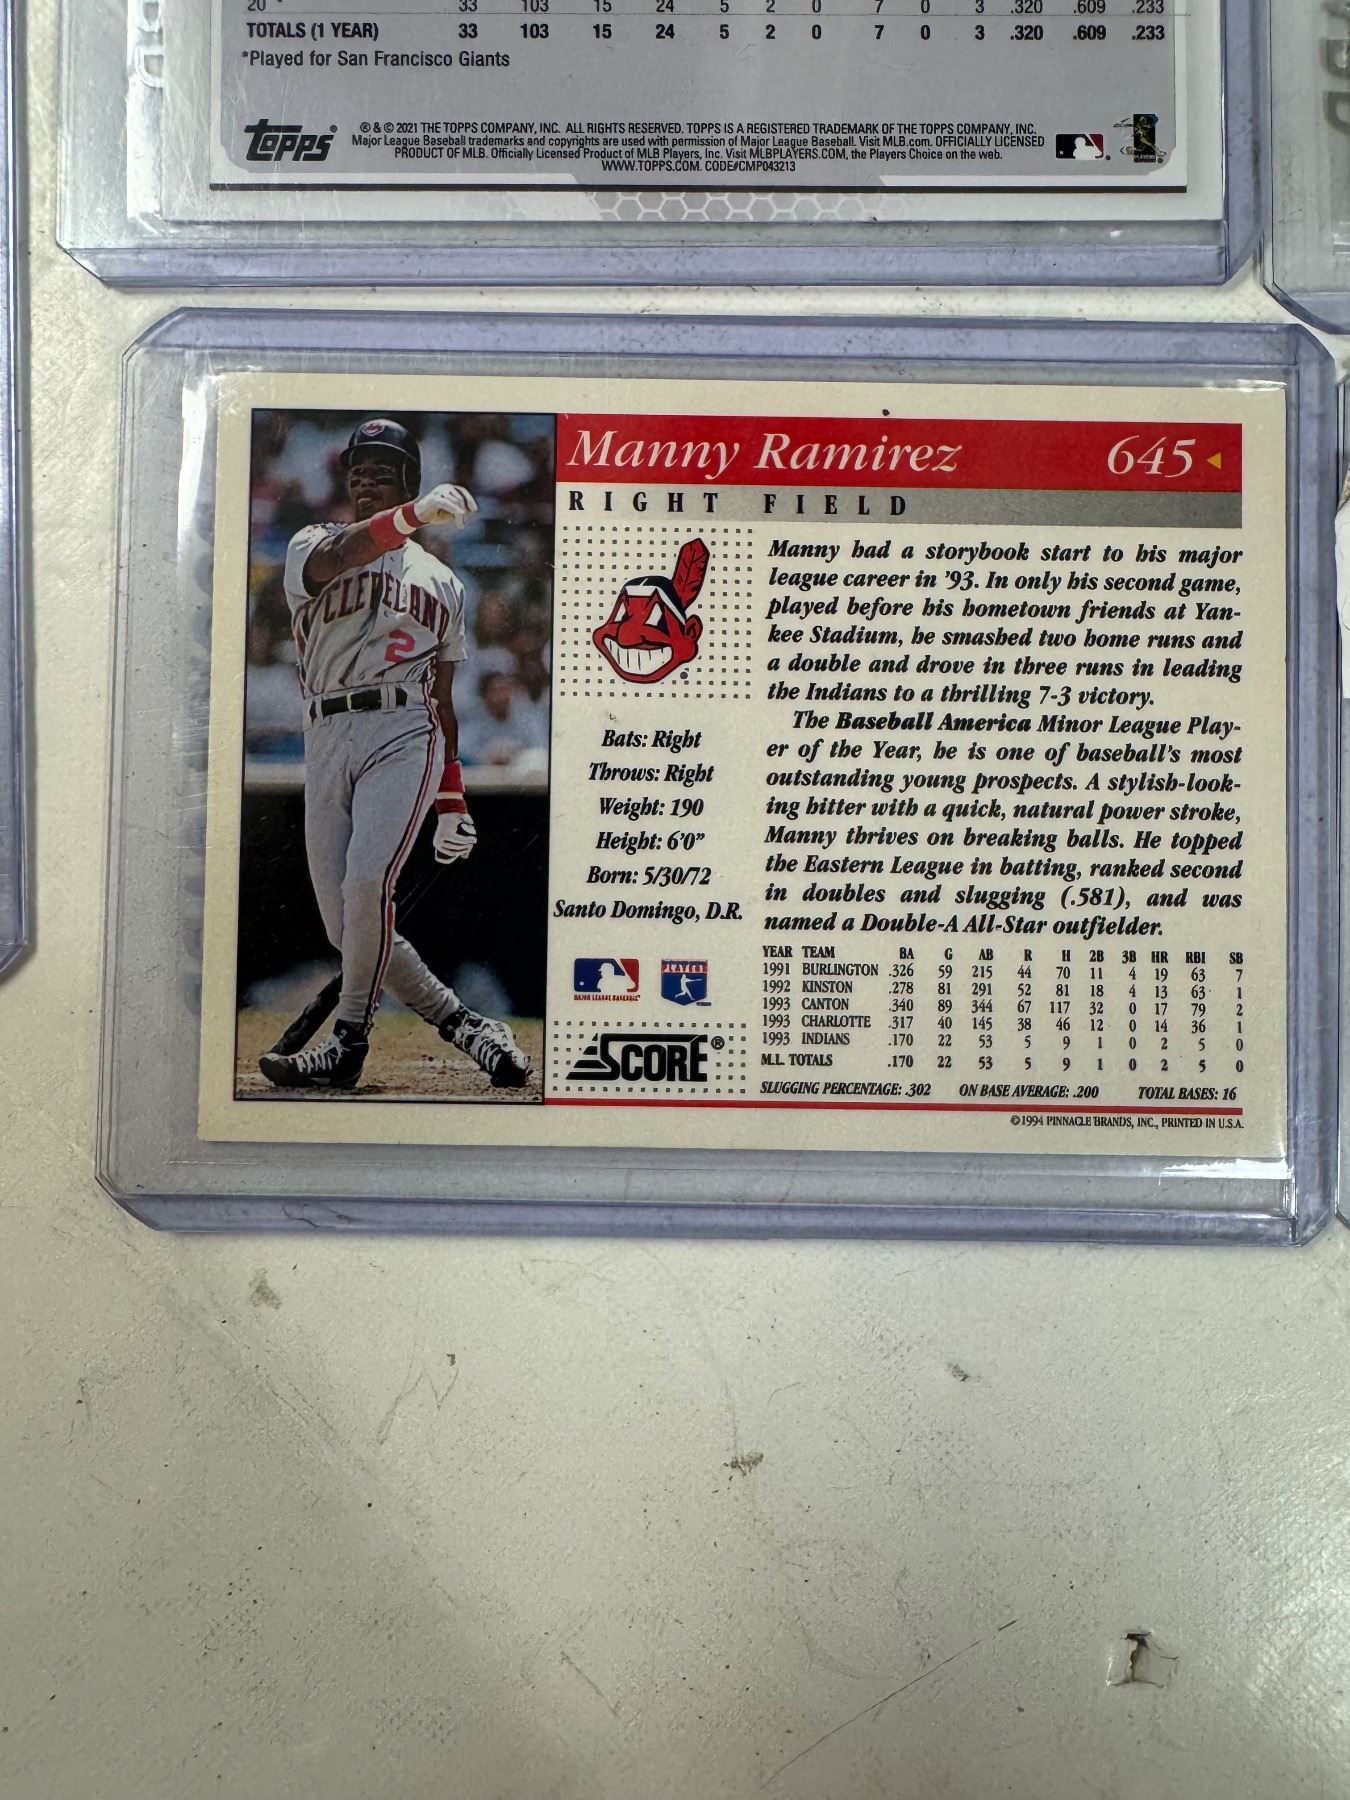 20 * 33 103 15 24 5 2 0 7 0 3 .320 .609 .233
TOTALS (1 YEAR) 33 103 15 24 5 2 0 7 0 3 .320 .609 .233
*Played for San Francisco Giants
Topps
® & © 2021 THE TOPPS COMPANY, INC. ALL RIGHTS RESERVED. TOPPS IS A REGISTERED TRADEMARK OF THE TOPPS COMPANY, INC.
Major League Baseball trademarks and copyrights are used with permission of Major League Baseball. Visit MLB.com. OFFICIALLY LICENSED
PRODUCT OF MLB. Officially Licensed Product of MLB Players, Inc. Visit MLBPLAYERS.COM, the Players Choice on the web.
WWW.TOPPS.COM. CODE#CMP043213
Manny Ramirez 645
RIGHT FIELD
CLEVELAND
2
Manny had a storybook start to his major
league career in '93. In only his second game,
played before his hometown friends at Yan-
kee Stadium, he smashed two home runs and
a double and drove in three runs in leading
the Indians to a thrilling 7-3 victory.
The Baseball America Minor League Play-
er of the Year, he is one of baseball's most
outstanding young prospects. A stylish-look-
ing hitter with a quick, natural power stroke,
Manny thrives on breaking balls. He topped
the Eastern League in batting, ranked second
in doubles and slugging (.581), and was
named a Double-A All-Star outfielder.
Bats: Right
Throws: Right
Weight: 190
Height: 6'0"
Born: 5/30/72
Santo Domingo, D.R.
MAJOR LEAGUE BASEBALL
PLAYERS
SCORE®
YEAR TEAM BA G AB R H 2B 3B HR RBI SB
1991 BURLINGTON .326 59 215 44 70 11 4 19 63 7
1992 KINSTON .278 81 291 52 81 18 4 13 63 1
1993 CANTON .340 89 344 67 117 32 0 17 79 2
1993 CHARLOTTE .317 40 145 38 46 12 0 14 36 1
1993 INDIANS .170 22 53 5 9 1 0 2 5 0
M.L. TOTALS .170 22 53 5 9 1 0 2 5 0
SLUGGING PERCENTAGE: .302 ON BASE AVERAGE: .200 TOTAL BASES: 16
©1994 PINNACLE BRANDS, INC., PRINTED IN U.S.A.